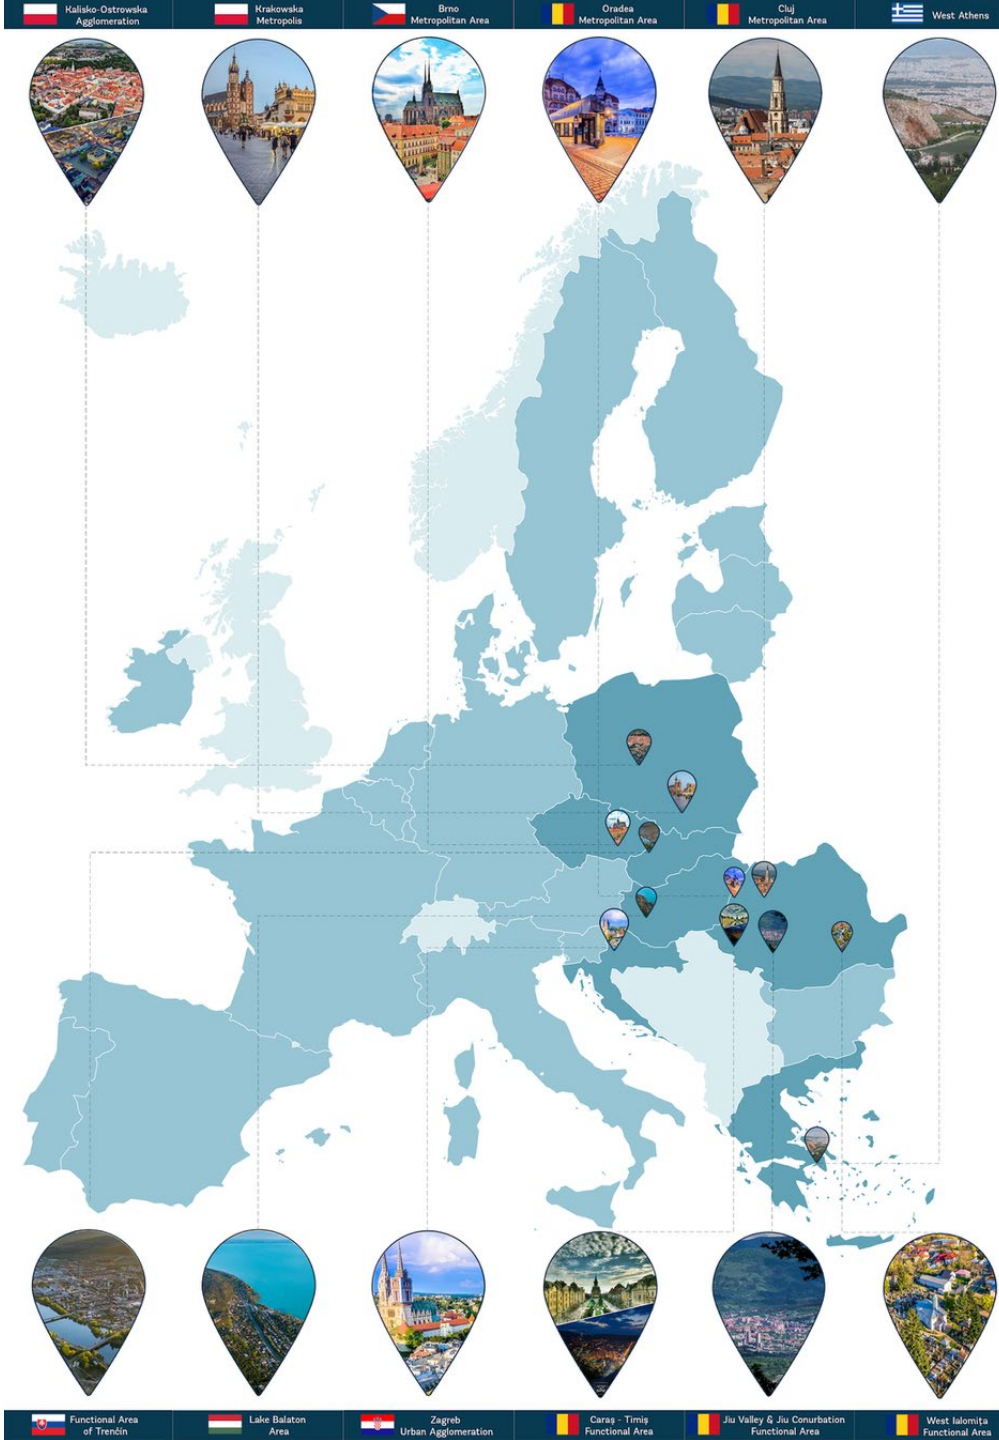 Kalisko-Ostrowska
Agglomeration
Krakowska
Metropolis
Brno
Metropolitan Area
Oradea
Metropolitan Area
Cluj
Metropolitan Area
West Athens
Functional Area
of Trenčín
Lake Balaton
Area
Zagreb
Urban Agglomeration
Caraș - Timiș
Functional Area
Jiu Valley & Jiu Conurbation
Functional Area
West Ialomița
Functional Area